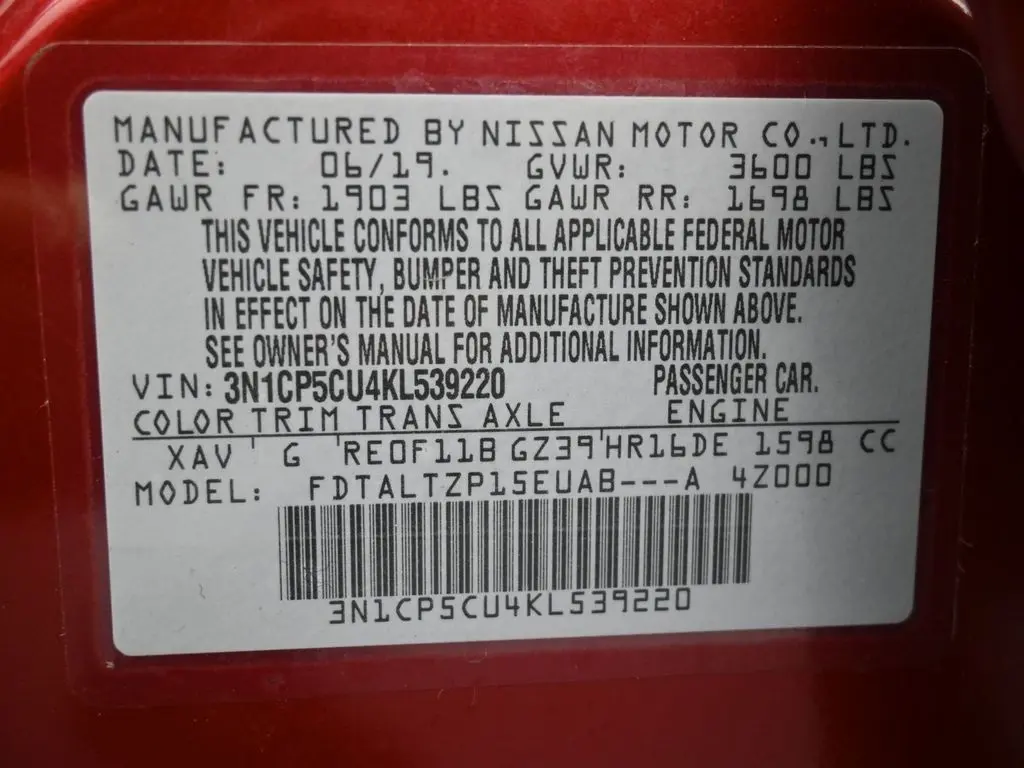 MANUFACTURED BY NISSAN MOTOR CO., LTD.
DATE: 06/19. GVWR: 3600 LBS
GAWR FR: 1903 LBS GAWR RR: 1698 LBS
THIS VEHICLE CONFORMS TO ALL APPLICABLE FEDERAL MOTOR
VEHICLE SAFETY, BUMPER AND THEFT PREVENTION STANDARDS
IN EFFECT ON THE DATE OF MANUFACTURE SHOWN ABOVE.
SEE OWNER'S MANUAL FOR ADDITIONAL INFORMATION.
VIN: 3N1CP5CU4KL539220 PASSENGER CAR.
COLOR TRIM TRANS AXLE ENGINE
XAV ' G 'RE0F11B GZ39'HR16DE 1598 CC
MODEL: FDTALTZP15EUAB---A 4Z000
3N1CP5CU4KL539220